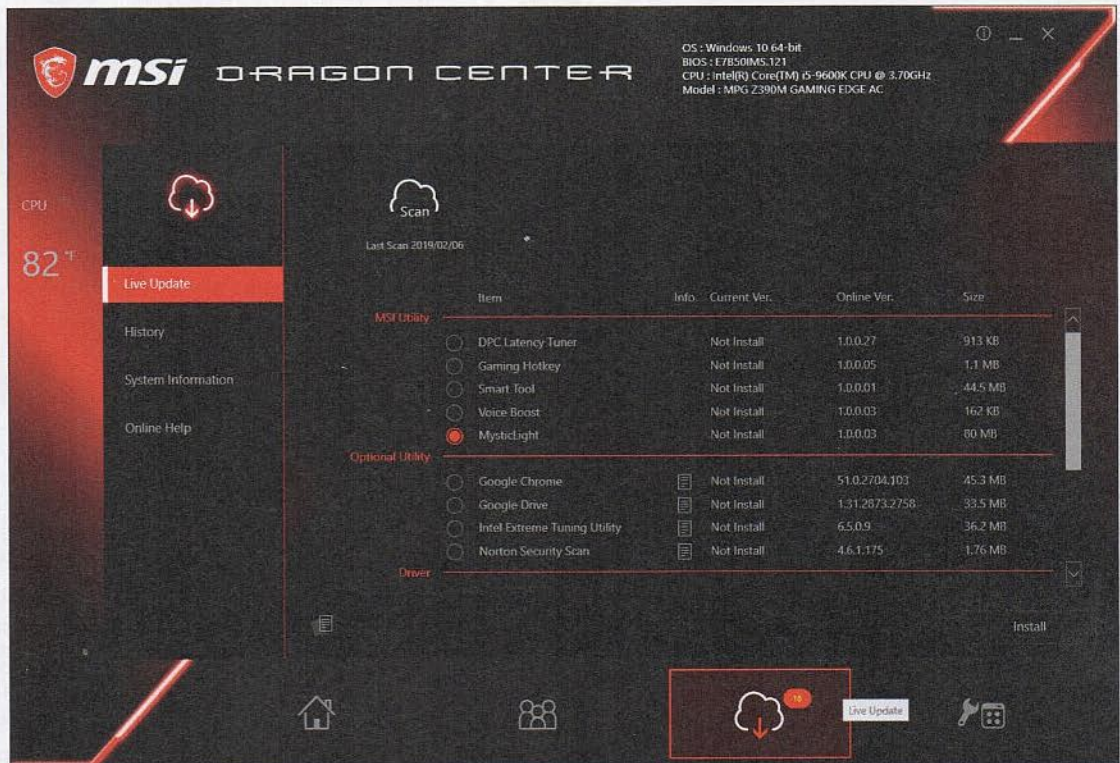 msi DRAGON CENTER
OS : Windows 10 64-bit
BIOS : E7B50IMS.121
CPU : Intel(R) Core(TM) i5-9600K CPU @ 3.70GHz
Model : MPG Z390M GAMING EDGE AC
CPU
82 °F
Scan
Last Scan 2019/02/06
Live Update
History
System Information
Online Help
Item Info. Current Ver. Online Ver. Size
MSI Utility
DPC Latency Tuner Not Install 1.0.0.27 913 KB
Gaming Hotkey Not Install 1.0.0.05 1.1 MB
Smart Tool Not Install 1.0.0.01 44.5 MB
Voice Boost Not Install 1.0.0.03 162 KB
MysticLight Not Install 1.0.0.03 80 MB
Optional Utility
Google Chrome Not Install 51.0.2704.103 45.3 MB
Google Drive Not Install 1.31.2873.2758 33.5 MB
Intel Extreme Tuning Utility Not Install 6.5.0.9 36.2 MB
Norton Security Scan Not Install 4.6.1.175 1.76 MB
Driver
Install
16
Live Update